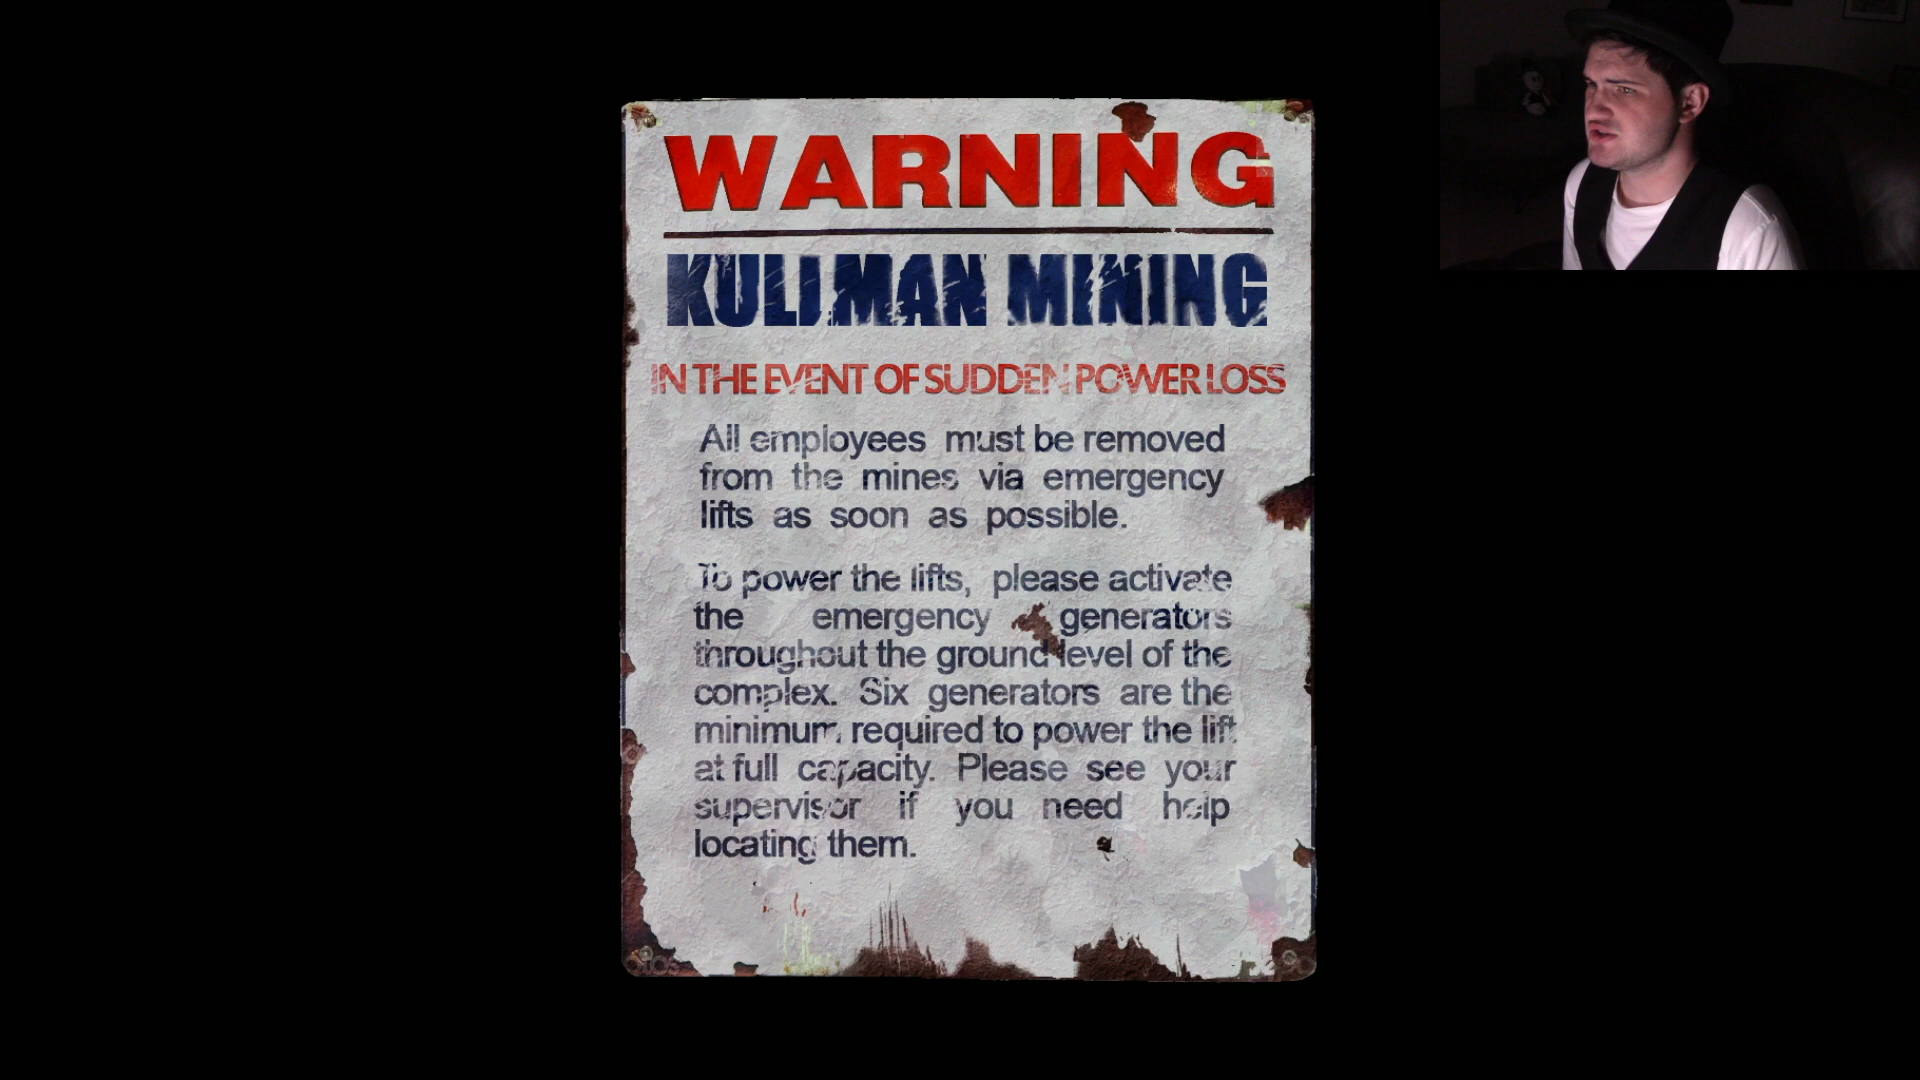 WARNING
KULLMAN MINING
IN THE EVENT OF SUDDEN POWER LOSS
All employees must be removed
from the mines via emergency
lifts as soon as possible.
To power the lifts, please activate
the emergency generators
throughout the ground level of the
complex. Six generators are the
minimum required to power the lift
at full capacity. Please see your
supervisor if you need help
locating them.